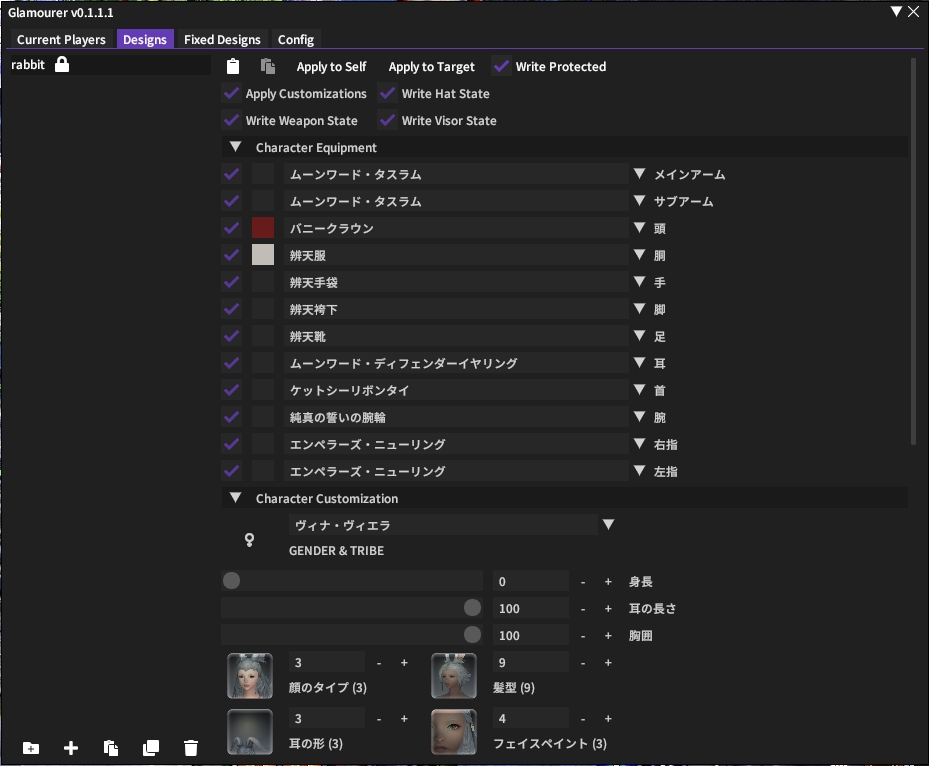 Glamourer v0.1.1.1
Current Players Designs Fixed Designs Config
rabbit
Apply to Self Apply to Target Write Protected
Apply Customizations Write Hat State
Write Weapon State Write Visor State
Character Equipment
ムーンワード・タスラム メインアーム
ムーンワード・タスラム サブアーム
バニークラウン 頭
辨天服 胴
辨天手袋 手
辨天袴下 脚
辨天靴 足
ムーンワード・ディフェンダーイヤリング 耳
ケットシーリボンタイ 首
純真の誓いの腕輪 腕
エンペラーズ・ニューリング 右指
エンペラーズ・ニューリング 左指
Character Customization
ヴィナ・ヴィエラ
GENDER & TRIBE
0 - + 身長
100 - + 耳の長さ
100 - + 胸囲
3 - + 9 - +
顔のタイプ (3) 髪型 (9)
3 - + 4 - +
耳の形 (3) フェイスペイント (3)